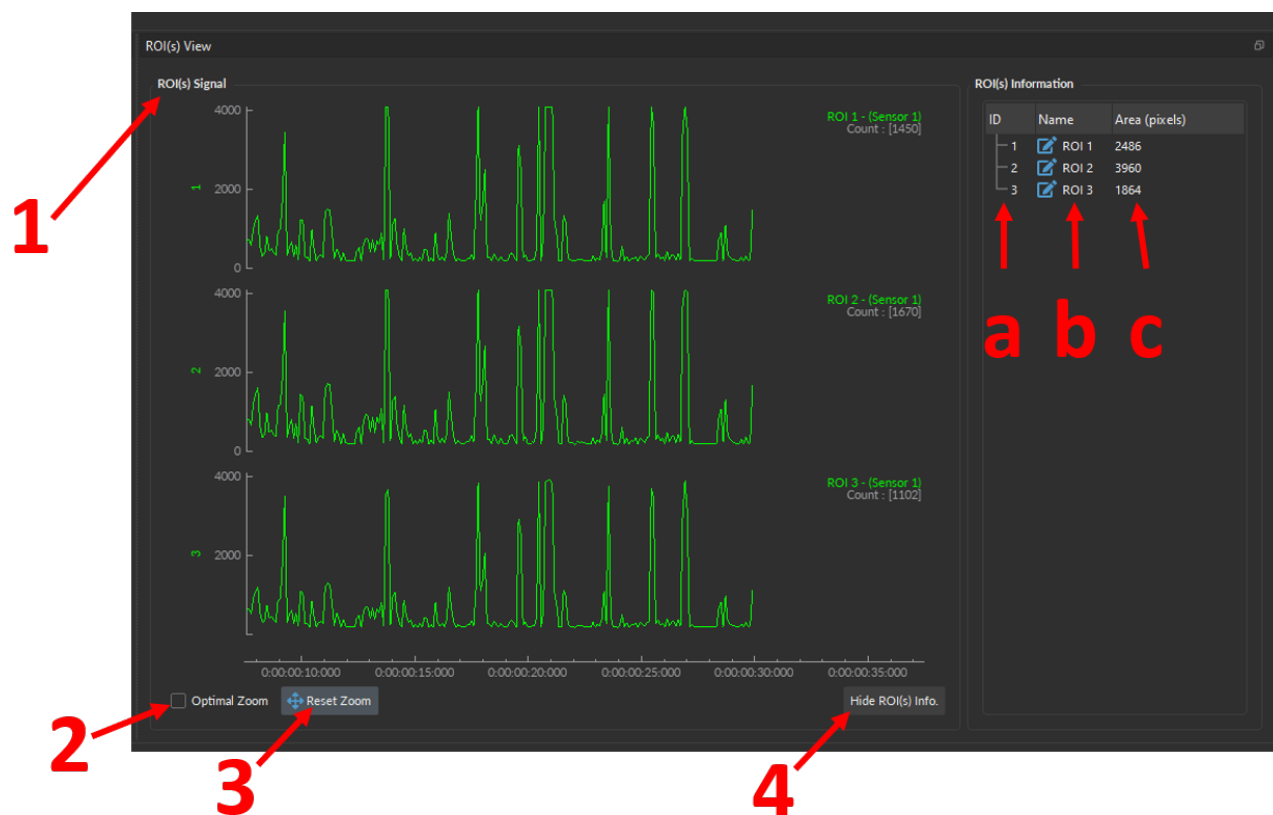 ROI(s) View
ROI(s) Signal
4000
2000
0
1
ROI 1 - (Sensor 1)
Count : [1450]
4000
2000
0
2
ROI 2 - (Sensor 1)
Count : [1670]
4000
2000
3
ROI 3 - (Sensor 1)
Count : [1102]
0:00:00:10:000 0:00:00:15:000 0:00:00:20:000 0:00:00:25:000 0:00:00:30:000 0:00:00:35:000
Optimal Zoom Reset Zoom Hide ROI(s) Info.
ROI(s) Information
ID Name Area (pixels)
1 ROI 1 2486
2 ROI 2 3960
3 ROI 3 1864
a b c
1
2
3
4